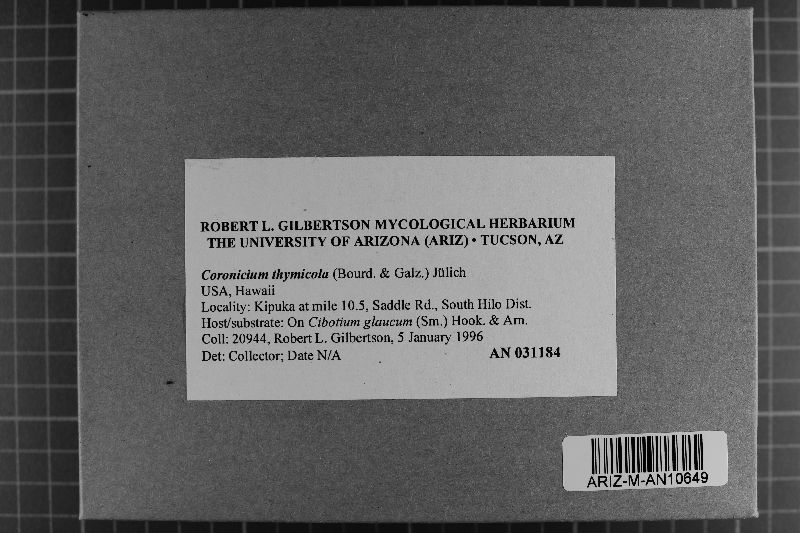 ROBERT L. GILBERTSON MYCOLOGICAL HERBARIUM
THE UNIVERSITY OF ARIZONA (ARIZ) • TUCSON, AZ
Coronicium thymicola (Bourd. & Galz.) Jülich
USA, Hawaii
Locality: Kipuka at mile 10.5, Saddle Rd., South Hilo Dist.
Host/substrate: On Cibotium glaucum (Sm.) Hook. & Arn.
Coll: 20944, Robert L. Gilbertson, 5 January 1996
Det: Collector; Date N/A AN 031184
ARIZ-M-AN10649